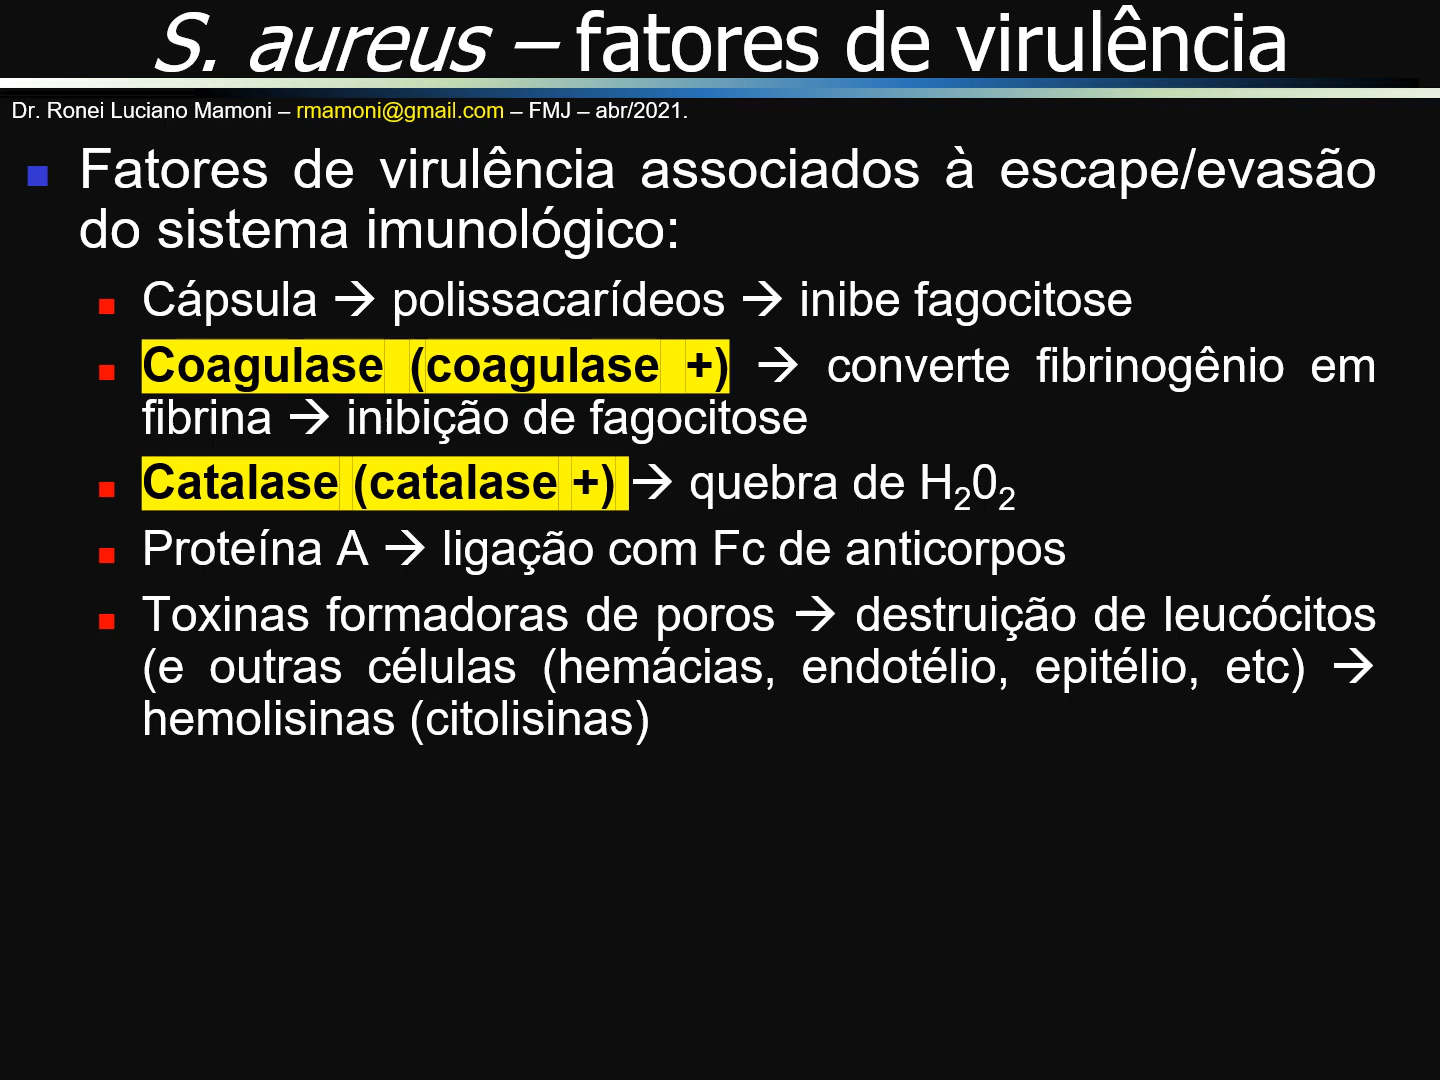 S. aureus – fatores de virulência
Dr. Ronei Luciano Mamoni – rmamoni@gmail.com – FMJ – abr/2021.
Fatores de virulência associados à escape/evasão
do sistema imunológico:
Cápsula → polissacarídeos → inibe fagocitose
Coagulase (coagulase +) → converte fibrinogênio em
fibrina → inibição de fagocitose
Catalase (catalase +) → quebra de H₂0₂
Proteína A → ligação com Fc de anticorpos
Toxinas formadoras de poros → destruição de leucócitos
(e outras células (hemácias, endotélio, epitélio, etc) →
hemolisinas (citolisinas)